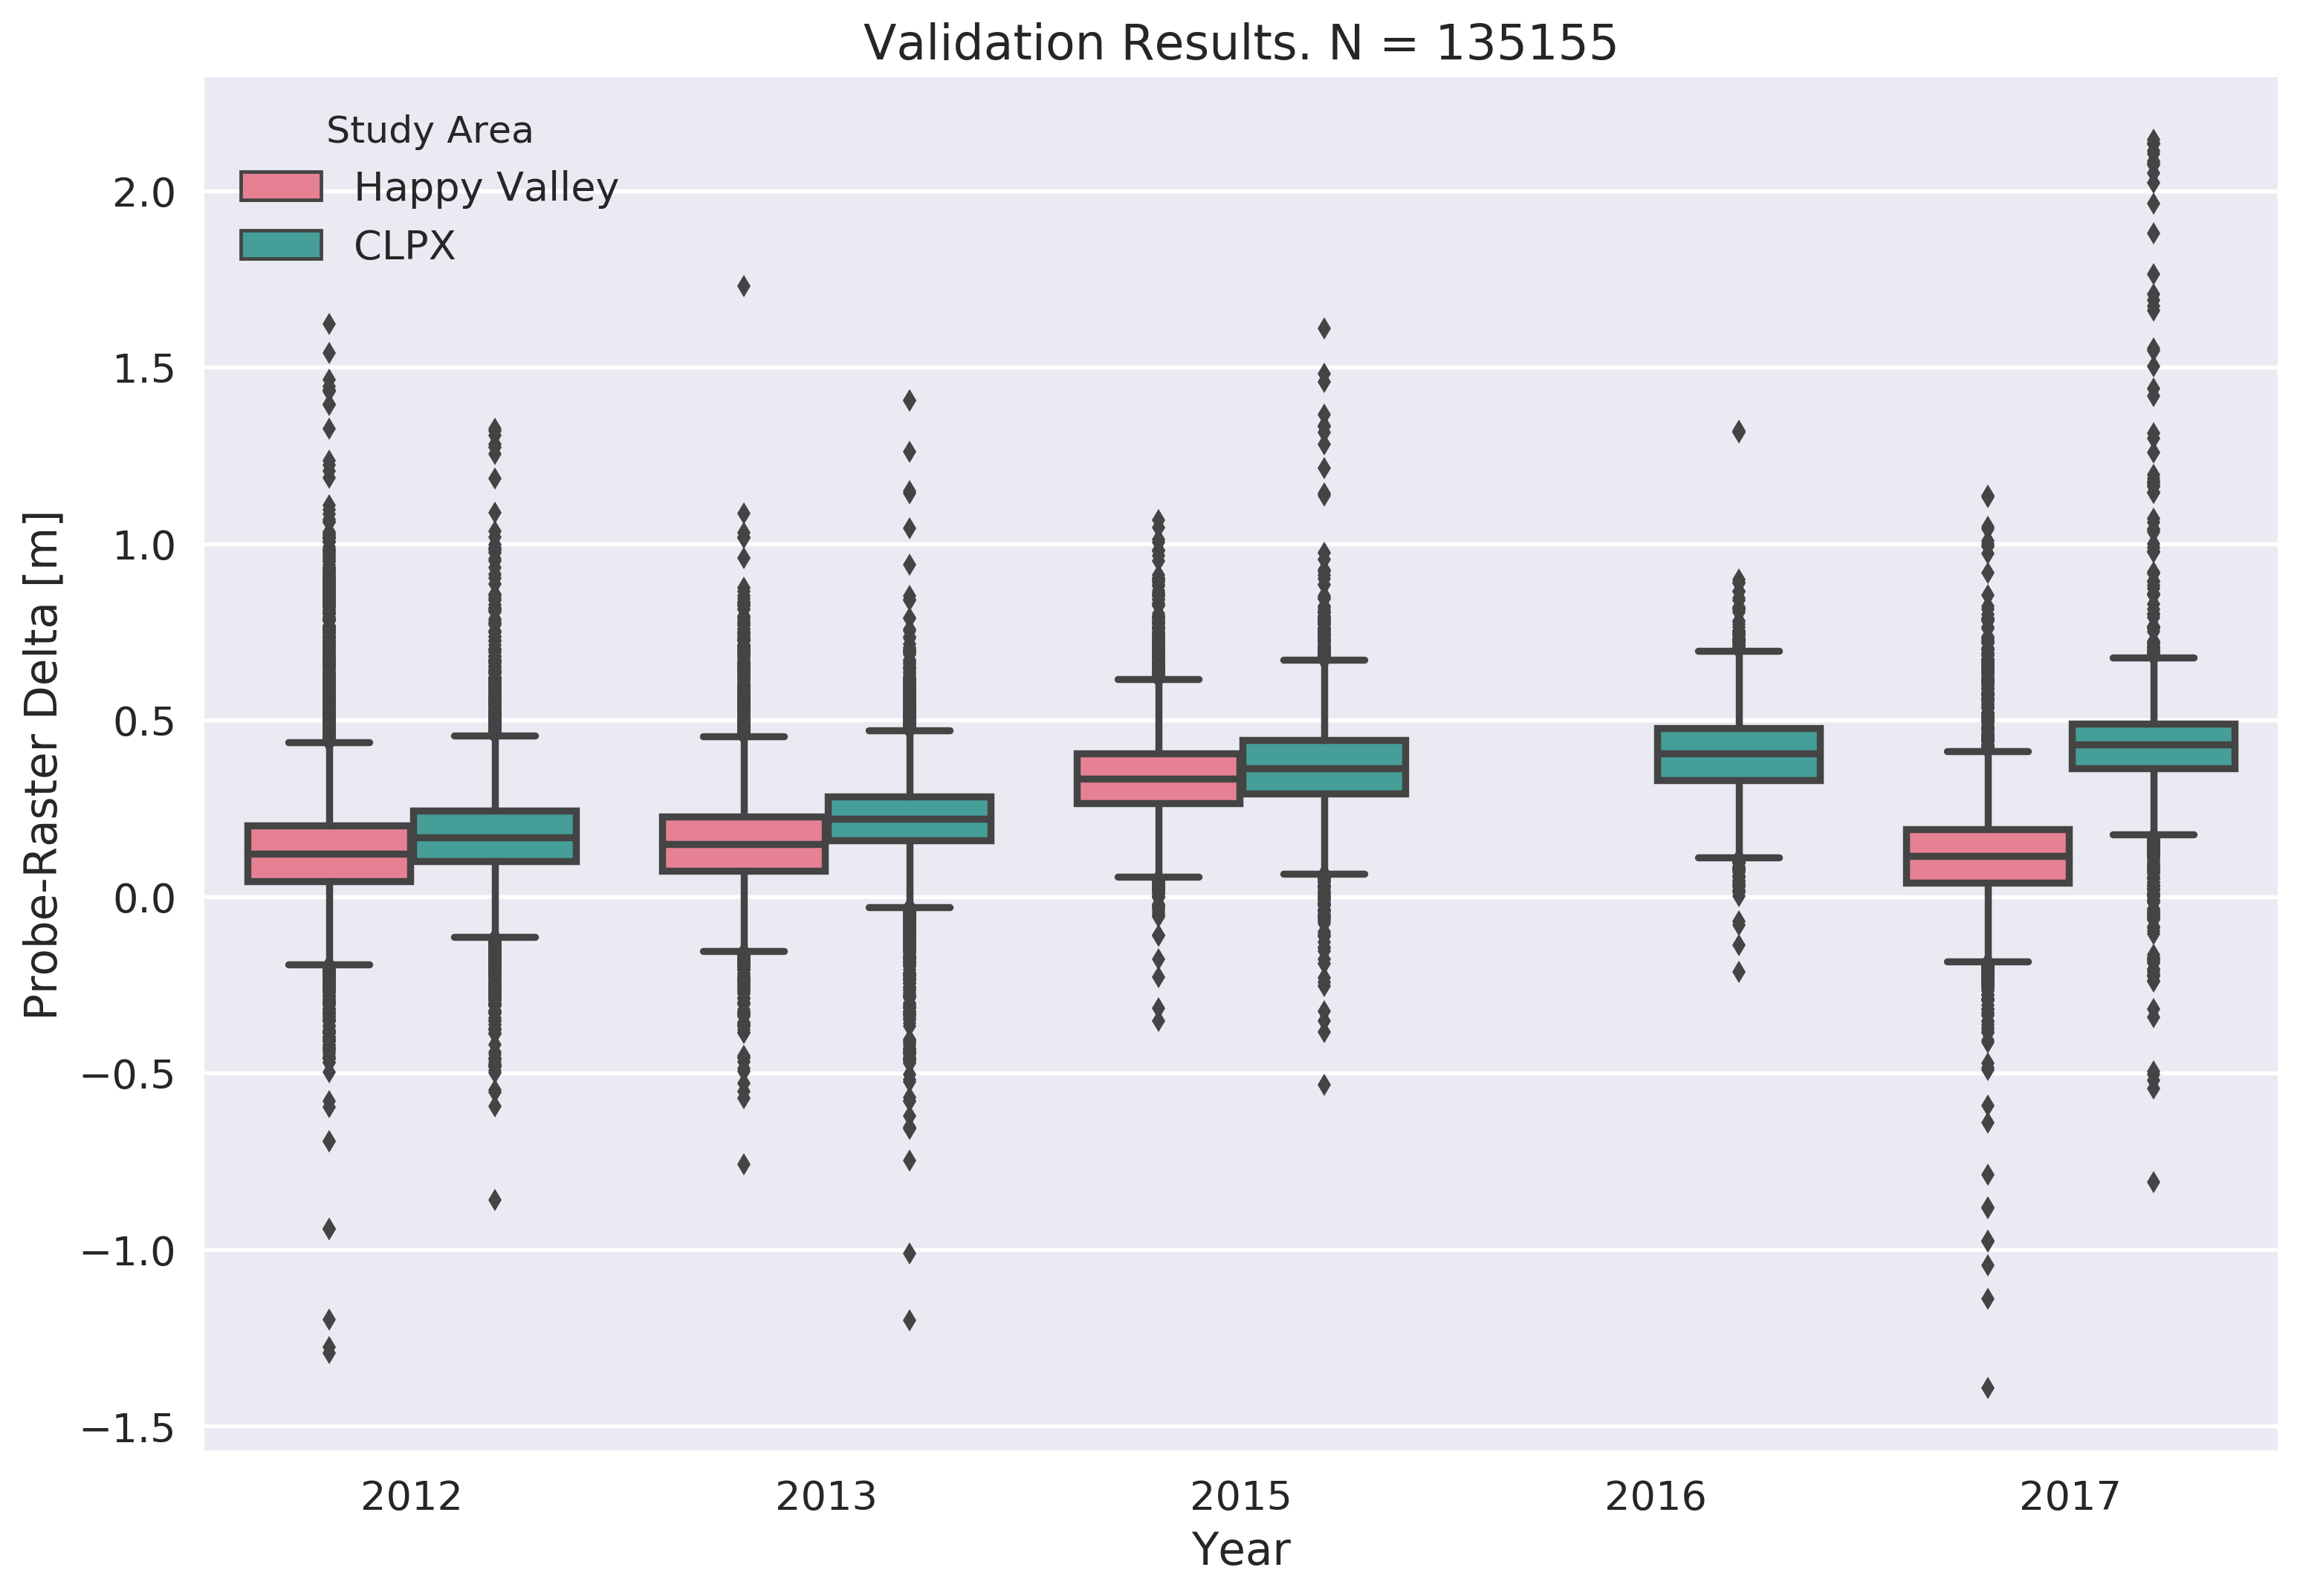 Validation Results. N = 135155
Study Area
Happy Valley
CLPX
2.0
1.5
1.0
0.5
0.0
−0.5
−1.0
−1.5
Probe-Raster Delta [m]
2012 2013 2015 2016 2017
Year